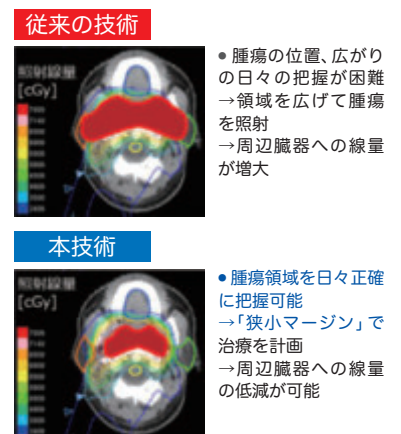 従来の技術
照射線量
[cGy]
● 腫瘍の位置、広がり
の日々の把握が困難
→領域を広げて腫瘍
を照射
→周辺臓器への線量
が増大
本技術
照射線量
[cGy]
● 腫瘍領域を日々正確
に把握可能
→「狭小マージン」で
治療を計画
→周辺臓器への線量
の低減が可能